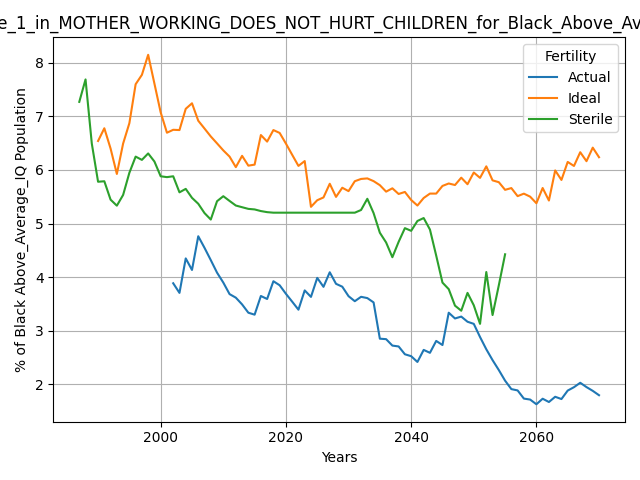 e_1_in_MOTHER_WORKING_DOES_NOT_HURT_CHILDREN_for_Black_Above_Av
Fertility
Actual
Ideal
Sterile
% of Black Above_Average_IQ Population
8
7
6
5
4
3
2
2000
2020
2040
2060
Years